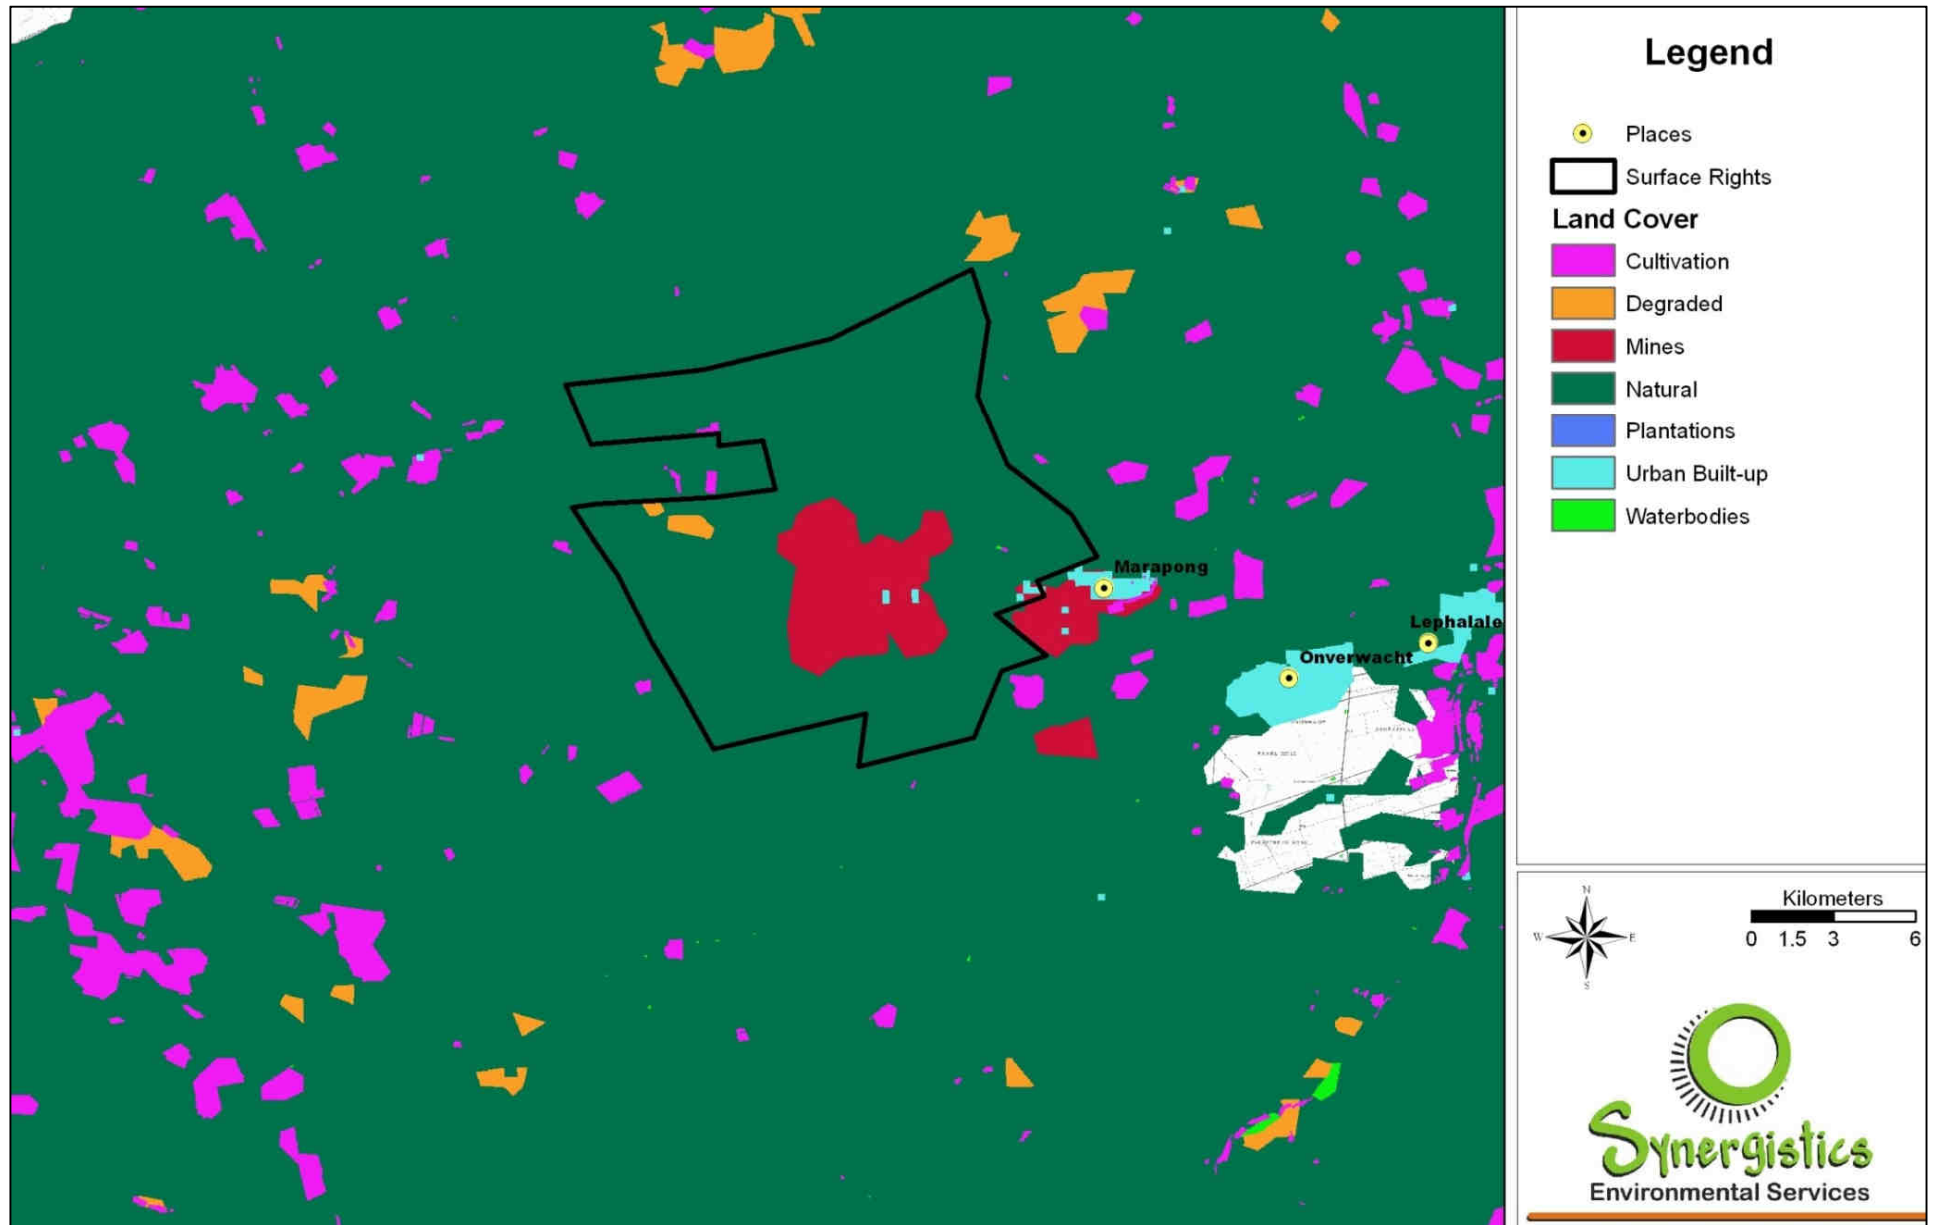 Legend
Places
Surface Rights
Land Cover
Cultivation
Degraded
Mines
Natural
Plantations
Urban Built-up
Waterbodies
Marapong
Lephalale
Onverwacht
N
W
E
S
Kilometers
0 1.5 3 6
Synergistics
Environmental Services